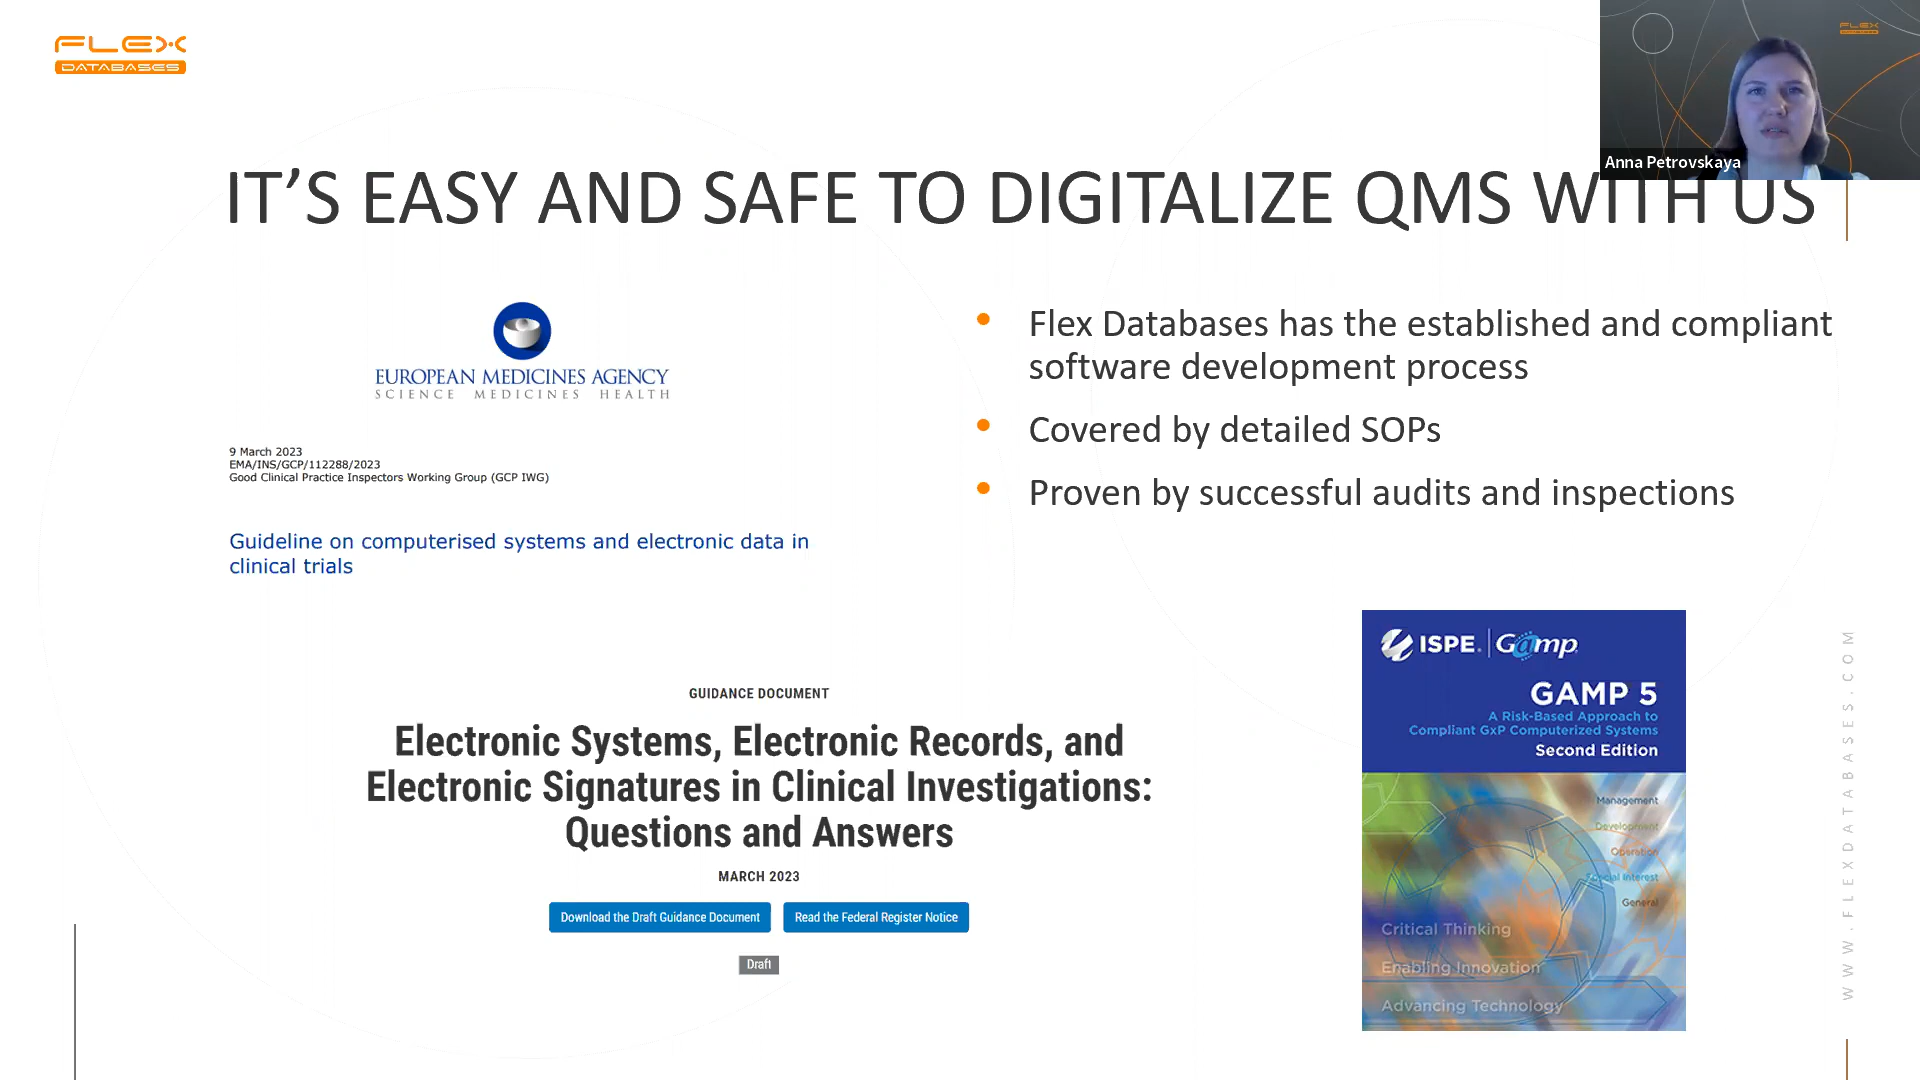 FLEX
DATABASES
FLEX
Anna Petrovskaya
IT’S EASY AND SAFE TO DIGITALIZE QMS WITH US
EUROPEAN MEDICINES AGENCY
SCIENCE MEDICINES HEALTH
9 March 2023
EMA/INS/GCP/112288/2023
Good Clinical Practice Inspectors Working Group (GCP IWG)
Guideline on computerised systems and electronic data in
clinical trials
• Flex Databases has the established and compliant
software development process
• Covered by detailed SOPs
• Proven by successful audits and inspections
GUIDANCE DOCUMENT
Electronic Systems, Electronic Records, and
Electronic Signatures in Clinical Investigations:
Questions and Answers
MARCH 2023
Download the Draft Guidance Document
Read the Federal Register Notice
Draft
ISPE. | Gamp
GAMP 5
A Risk-Based Approach to
Compliant GxP Computerized Systems
Second Edition
Management
Development
Operation
Special Interest
General
Critical Thinking
Enabling Innovation
Advancing Technology
WWW.FLEXDATABASES.COM